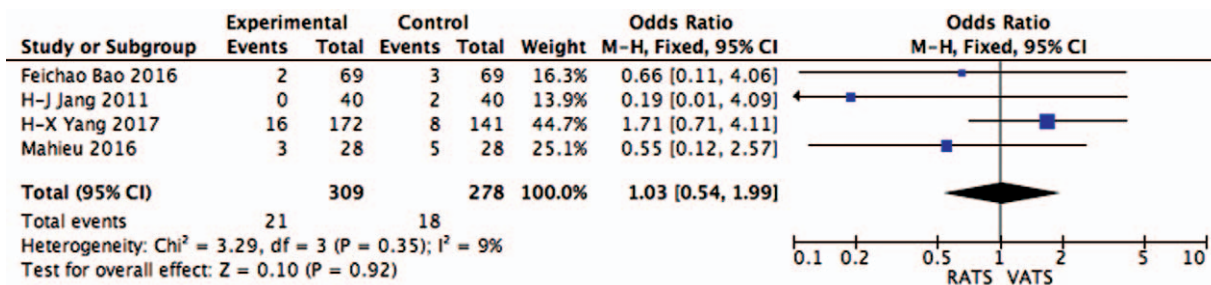 Experimental Control Odds Ratio Odds Ratio
Study or Subgroup Events Total Events Total Weight M-H, Fixed, 95% CI M-H, Fixed, 95% CI
Feichao Bao 2016 2 69 3 69 16.3% 0.66 [0.11, 4.06]
H-J Jang 2011 0 40 2 40 13.9% 0.19 [0.01, 4.09]
H-X Yang 2017 16 172 8 141 44.7% 1.71 [0.71, 4.11]
Mahieu 2016 3 28 5 28 25.1% 0.55 [0.12, 2.57]
Total (95% CI) 309 278 100.0% 1.03 [0.54, 1.99]
Total events 21 18
Heterogeneity: Chi² = 3.29, df = 3 (P = 0.35); I² = 9%
Test for overall effect: Z = 0.10 (P = 0.92)
0.1 0.2 0.5 1 2 5 10
RATS VATS